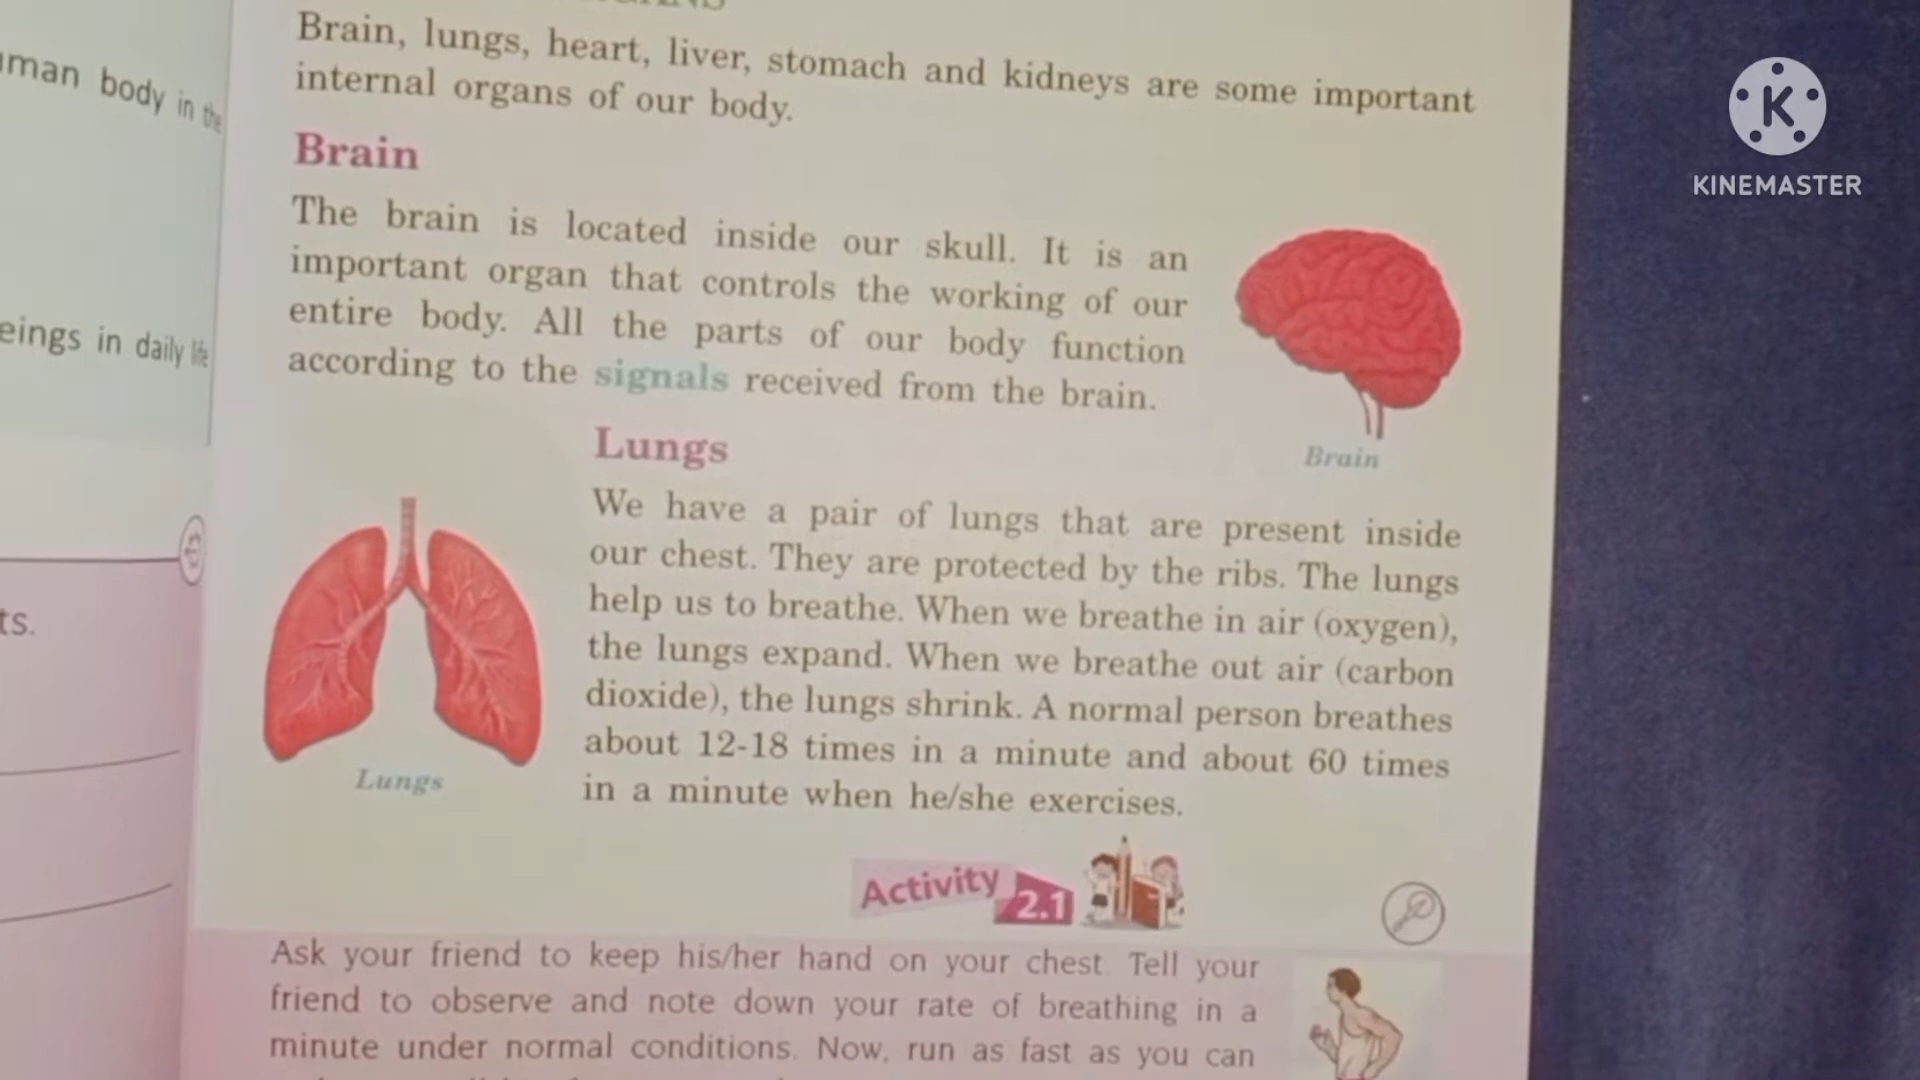 Brain, lungs, heart, liver, stomach and kidneys are some important
internal organs of our body.
Brain
The brain is located inside our skull. It is an
important organ that controls the working of our
entire body. All the parts of our body function
according to the signals received from the brain.
Brain
Lungs
We have a pair of lungs that are present inside
our chest. They are protected by the ribs. The lungs
help us to breathe. When we breathe in air (oxygen),
the lungs expand. When we breathe out air (carbon
dioxide), the lungs shrink. A normal person breathes
about 12-18 times in a minute and about 60 times
in a minute when he/she exercises.
Lungs
Activity 2.1
Ask your friend to keep his/her hand on your chest. Tell your
friend to observe and note down your rate of breathing in a
minute under normal conditions. Now, run as fast as you can
body in the
in daily life
K
KINEMASTER